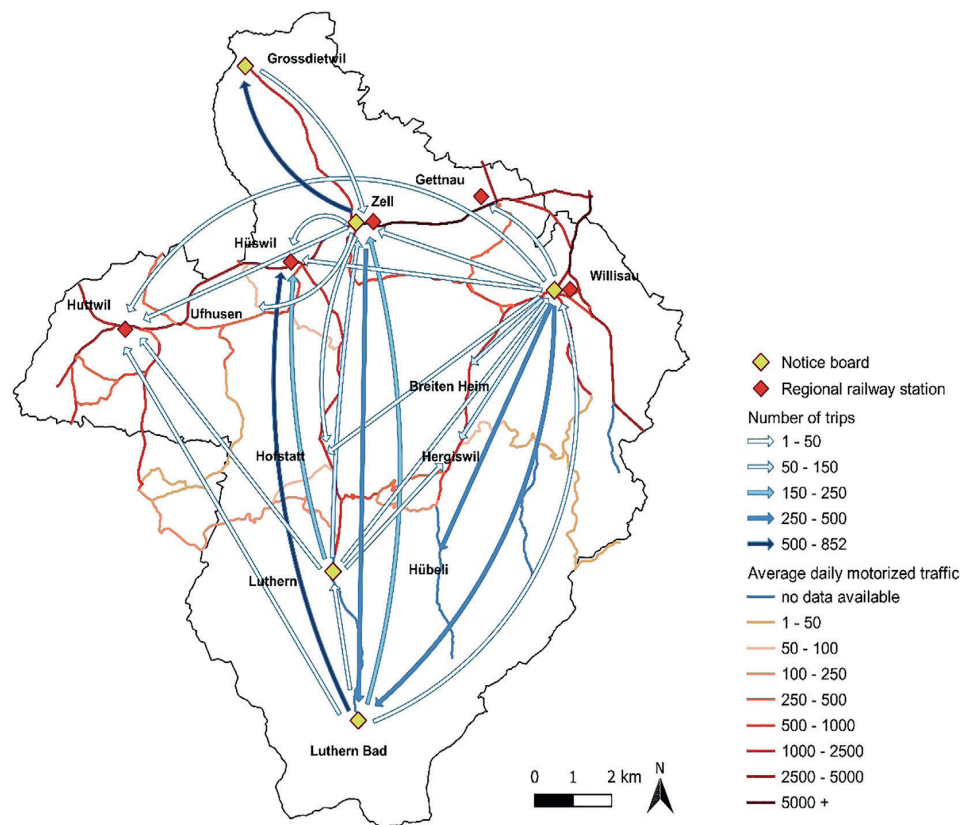 Grossdietwil
Gettnau
Zell
Hüswil
Willisau
Huttwil
Ufhusen
Breiten Heim
Hofstatt
Hergiswil
Luthern
Hübeli
Luthern Bad
0 1 2 km
N
Notice board
Regional railway station
Number of trips
1 - 50
50 - 150
150 - 250
250 - 500
500 - 852
Average daily motorized traffic
no data available
1 - 50
50 - 100
100 - 250
250 - 500
500 - 1000
1000 - 2500
2500 - 5000
5000 +